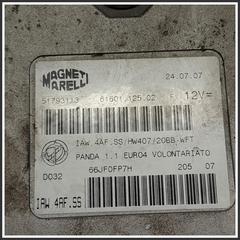 MAGNETI
MARELLI
24.07.07
51793113 61601.125.02 12V=
IAW 4AF.SS/HW407/20BB-WFT
PANDA 1.1 EURO4 VOLONTARIATO
D032 66JFOFP7H 205 07
IAW 4AF.SS